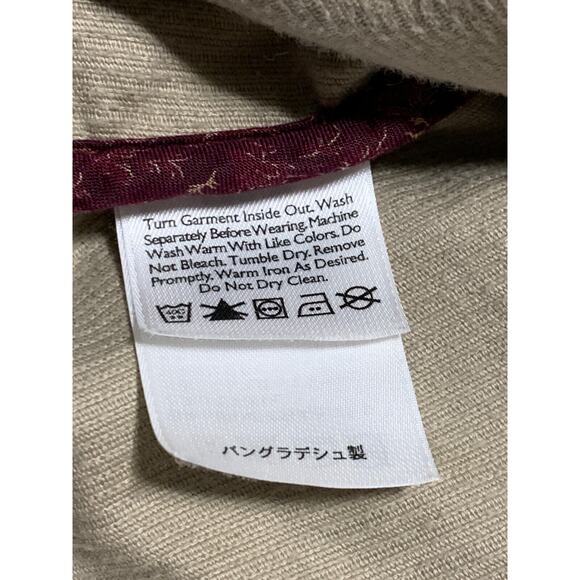 Turn Garment Inside Out. Wash
Separately Before Wearing. Machine
Wash Warm With Like Colors. Do
Not Bleach. Tumble Dry. Remove
Promptly. Warm Iron As Desired.
Do Not Dry Clean.
40C
バングラデシュ製